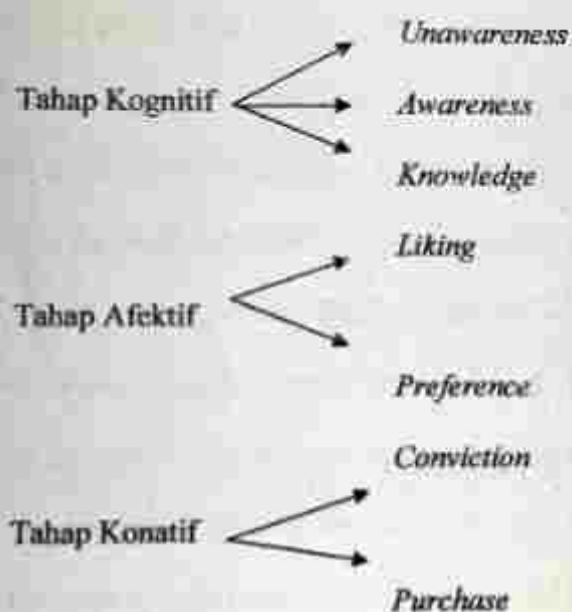 Unawareness
Tahap Kognitif
Awareness
Knowledge
Liking
Tahap Afektif
Preference
Conviction
Tahap Konatif
Purchase